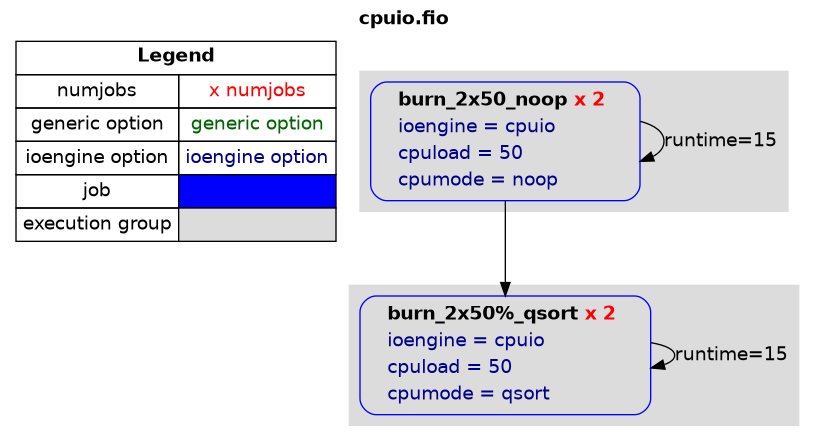 cpuio.fio
Legend
numjobs x numjobs
generic option generic option
ioengine option ioengine option
job
execution group
burn_2x50_noop x 2
ioengine = cpuio
cpuload = 50
cpumode = noop
runtime=15
burn_2x50%_qsort x 2
ioengine = cpuio
cpuload = 50
cpumode = qsort
runtime=15